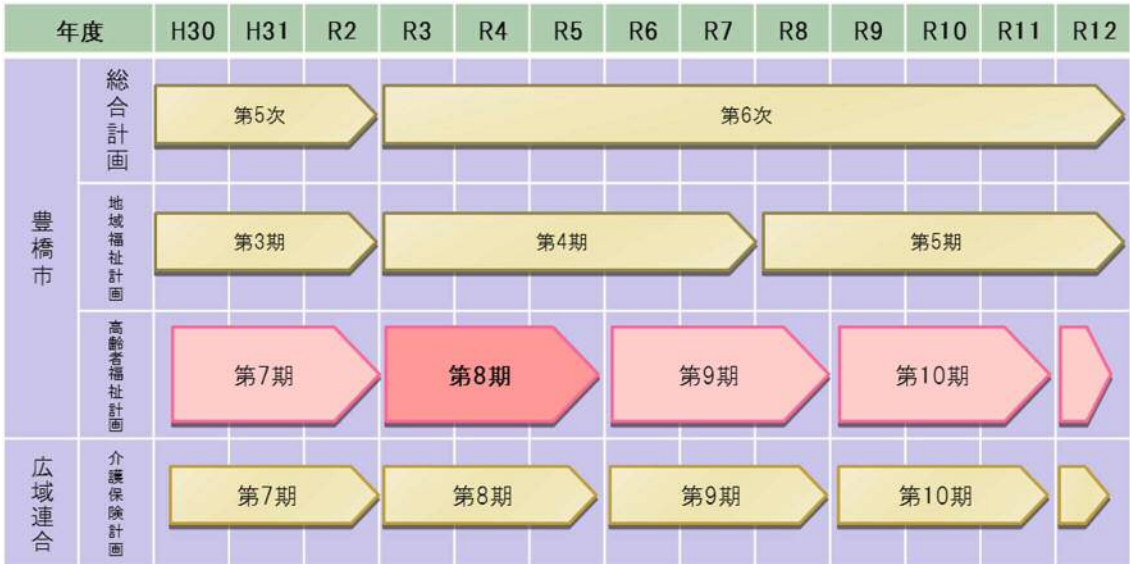 年度 H30 H31 R2 R3 R4 R5 R6 R7 R8 R9 R10 R11 R12
豊橋市
総合計画
第5次 第6次
地域福祉計画
第3期 第4期 第5期
高齢者福祉計画
第7期 第8期 第9期 第10期
広域連合
介護保険計画
第7期 第8期 第9期 第10期